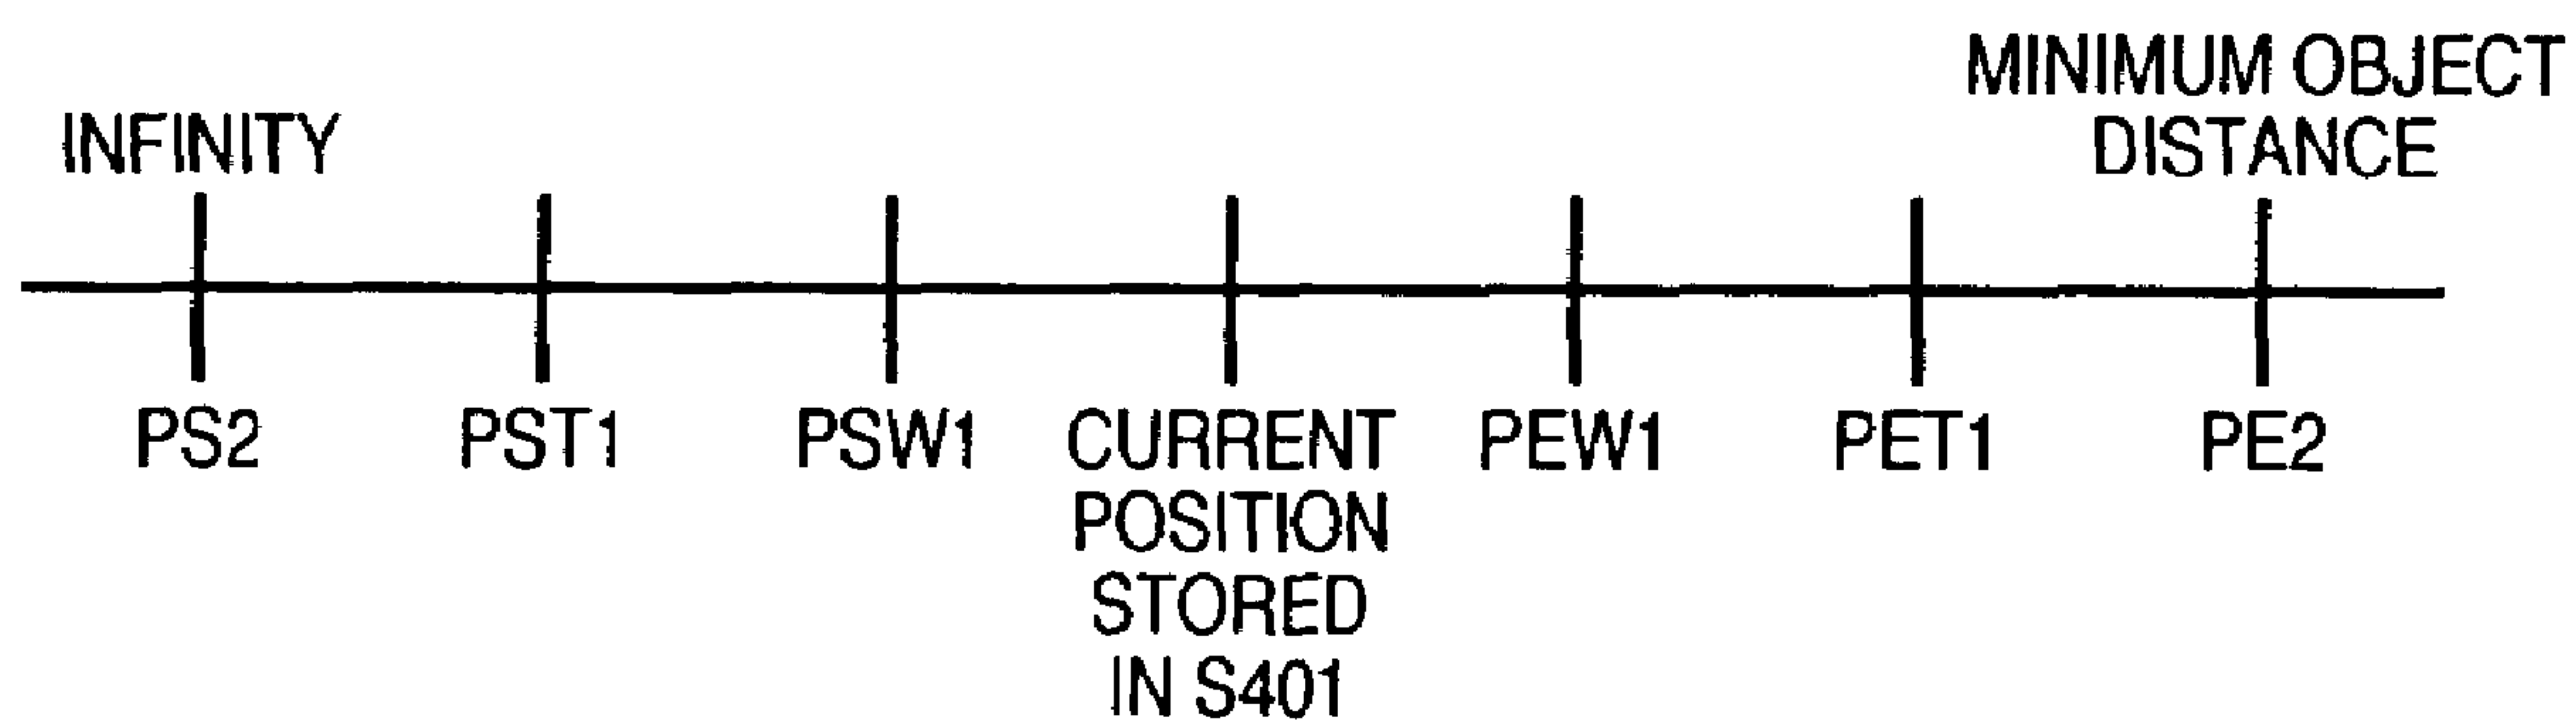 INFINITY
MINIMUM OBJECT
DISTANCE
PS2
PST1
PSW1
CURRENT
POSITION
STORED
IN S401
PEW1
PET1
PE2